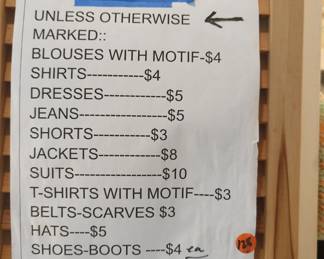 UNLESS OTHERWISE
MARKED::
BLOUSES WITH MOTIF-$4
SHIRTS-----------$4
DRESSES------------$5
JEANS-----------------$5
SHORTS-----------$3
JACKETS------------$8
SUITS-----------------$10
T-SHIRTS WITH MOTIF----$3
BELTS-SCARVES $3
HATS----$5
SHOES-BOOTS ----$4 ea